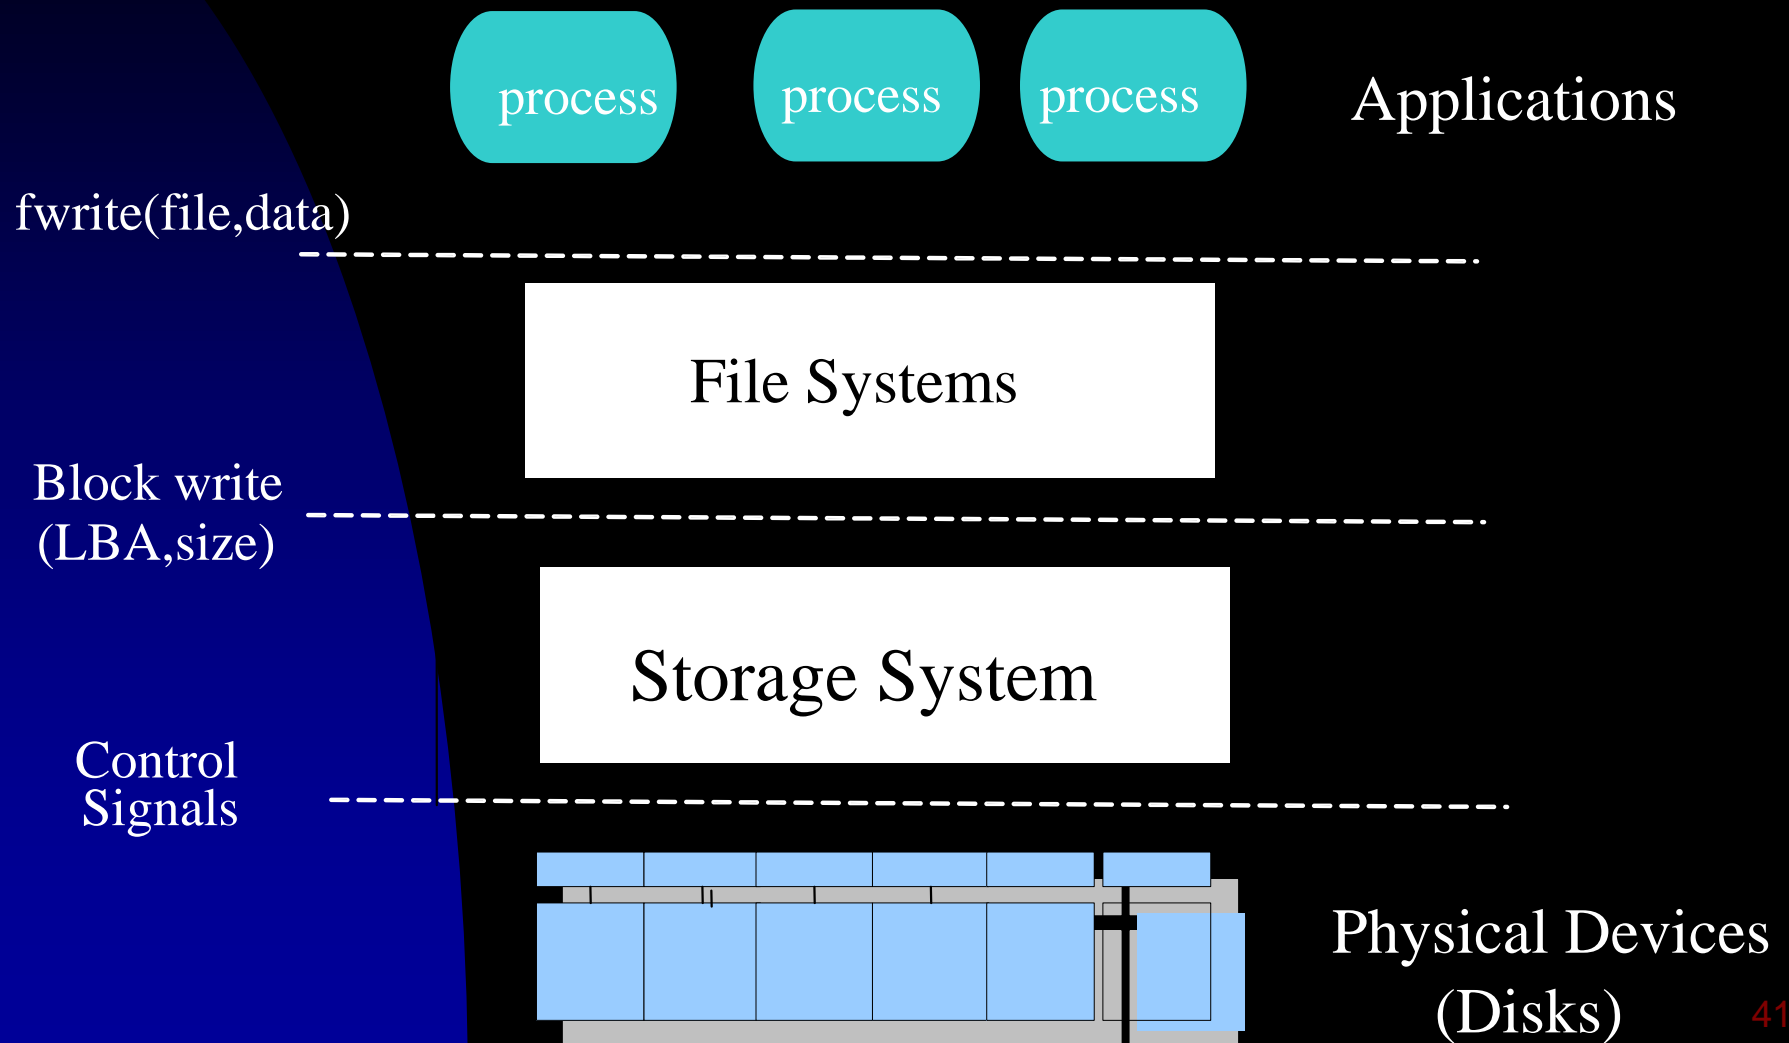 process process process Applications
fwrite(file,data)
File Systems
Block write
(LBA,size)
Storage System
Control
Signals
Physical Devices
(Disks)
41